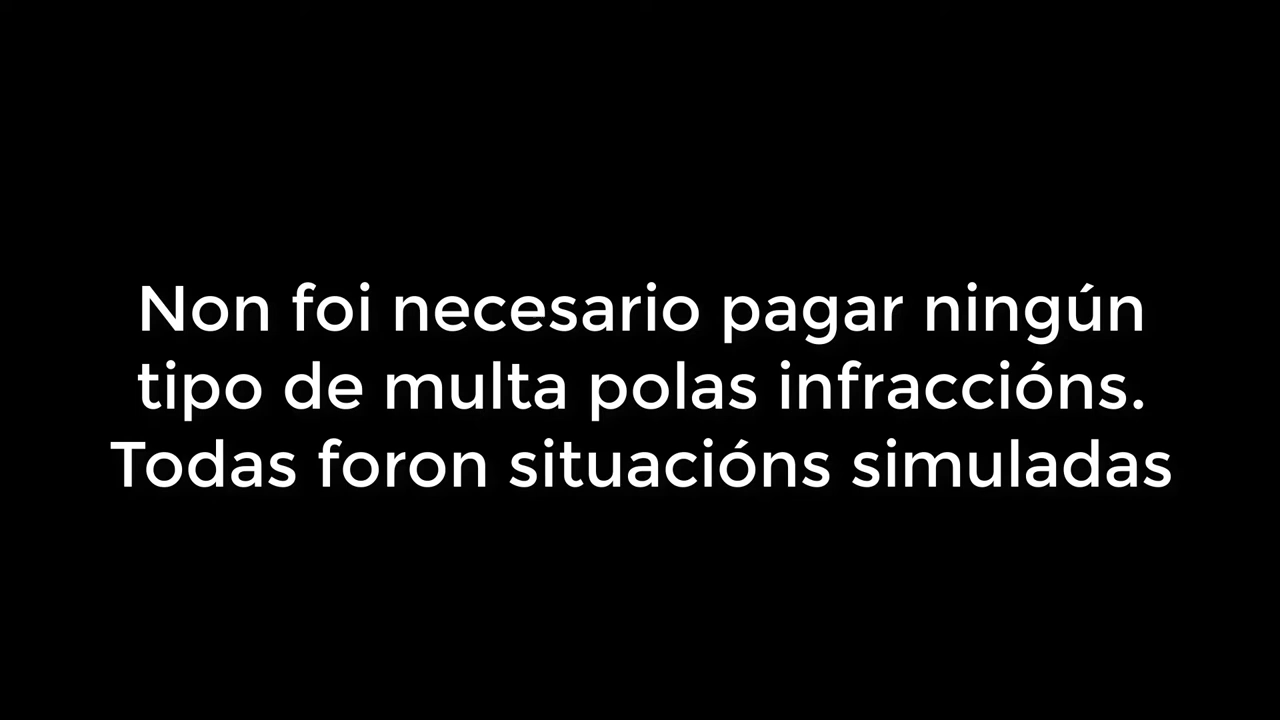 Non foi necesario pagar ningún
tipo de multa polas infraccións.
Todas foron situacións simuladas